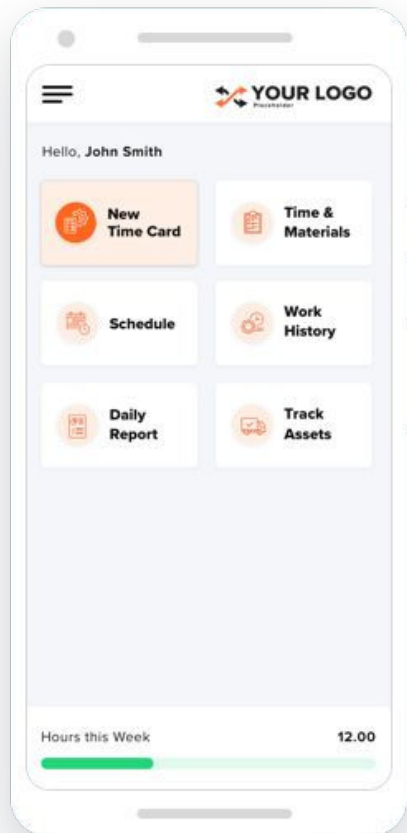 YOUR LOGO
Placeholder
Hello, John Smith
New
Time Card
Time &
Materials
Schedule
Work
History
Daily
Report
Track
Assets
Hours this Week 12.00